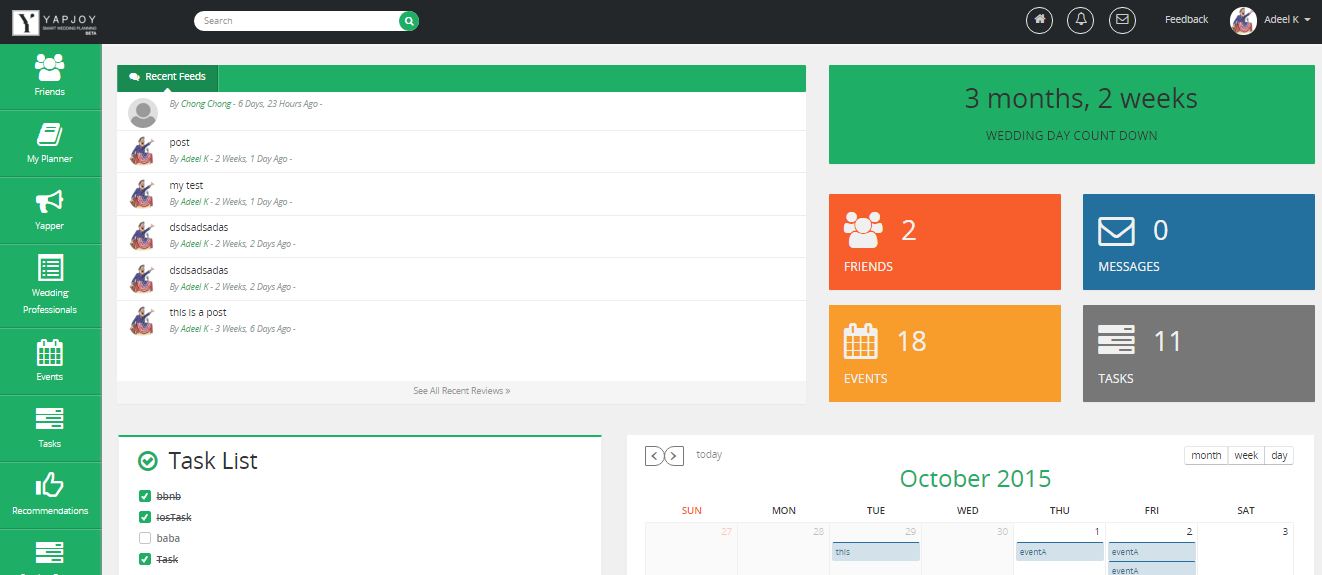 YAPJOY
SMART WEDDING PLANNING
BETA
Search
Feedback
Adeel K
Friends
My Planner
Yapper
Wedding
Professionals
Events
Tasks
Recommendations
Recent Feeds
By Chong Chong - 6 Days, 23 Hours Ago -
post
By Adeel K - 2 Weeks, 1 Day Ago -
my test
By Adeel K - 2 Weeks, 1 Day Ago -
dsdsadsadas
By Adeel K - 2 Weeks, 2 Days Ago -
dsdsadsadas
By Adeel K - 2 Weeks, 2 Days Ago -
this is a post
By Adeel K - 3 Weeks, 6 Days Ago -
See All Recent Reviews »
3 months, 2 weeks
WEDDING DAY COUNT DOWN
2
FRIENDS
0
MESSAGES
18
EVENTS
11
TASKS
Task List
bbnb
IosTask
baba
Task
today
month week day
October 2015
SUN MON TUE WED THU FRI SAT
27 28 29 30 1 2 3
this eventA eventA
eventA